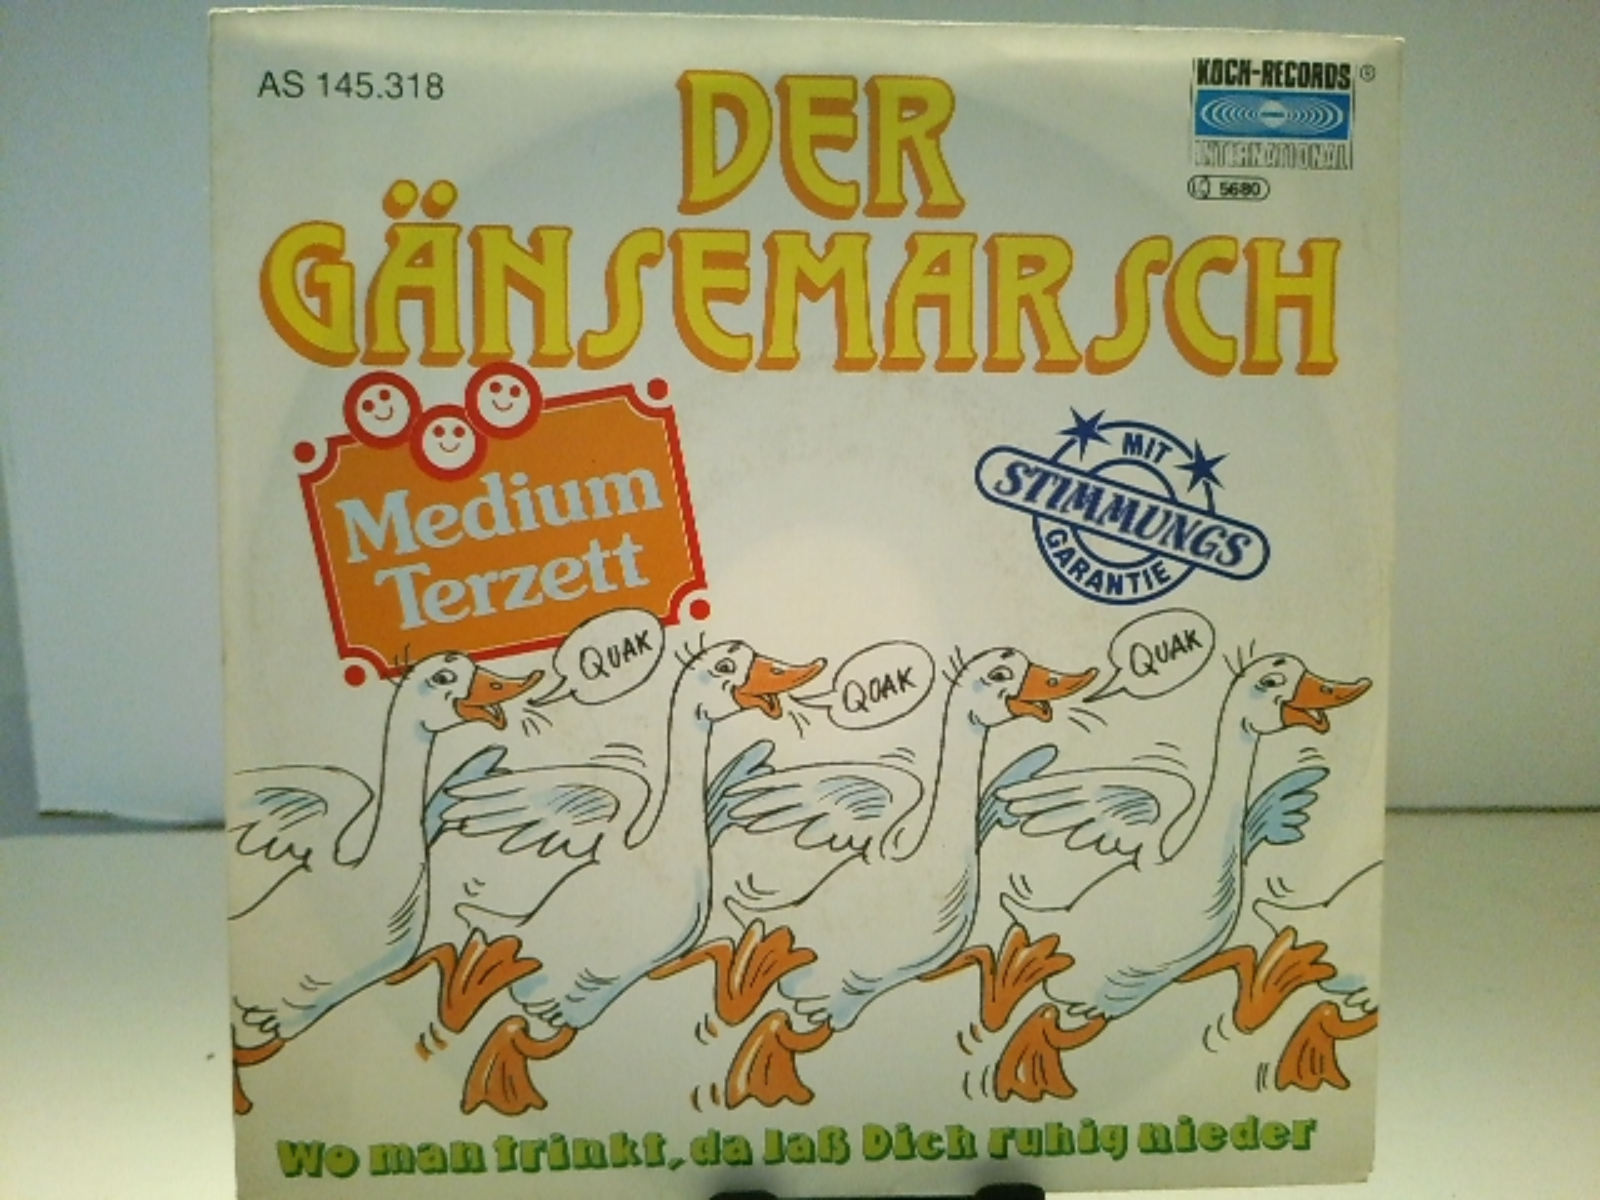 AS 145.318
KOCH-RECORDS
INTERNATIONAL
LC 5680
DER
GÄNSEMARSCH
Medium
Terzett
MIT
STIMMUNGS
GARANTIE
QUAK
QUAK
QUAK
Wo man trinkt, da laß Dich ruhig nieder